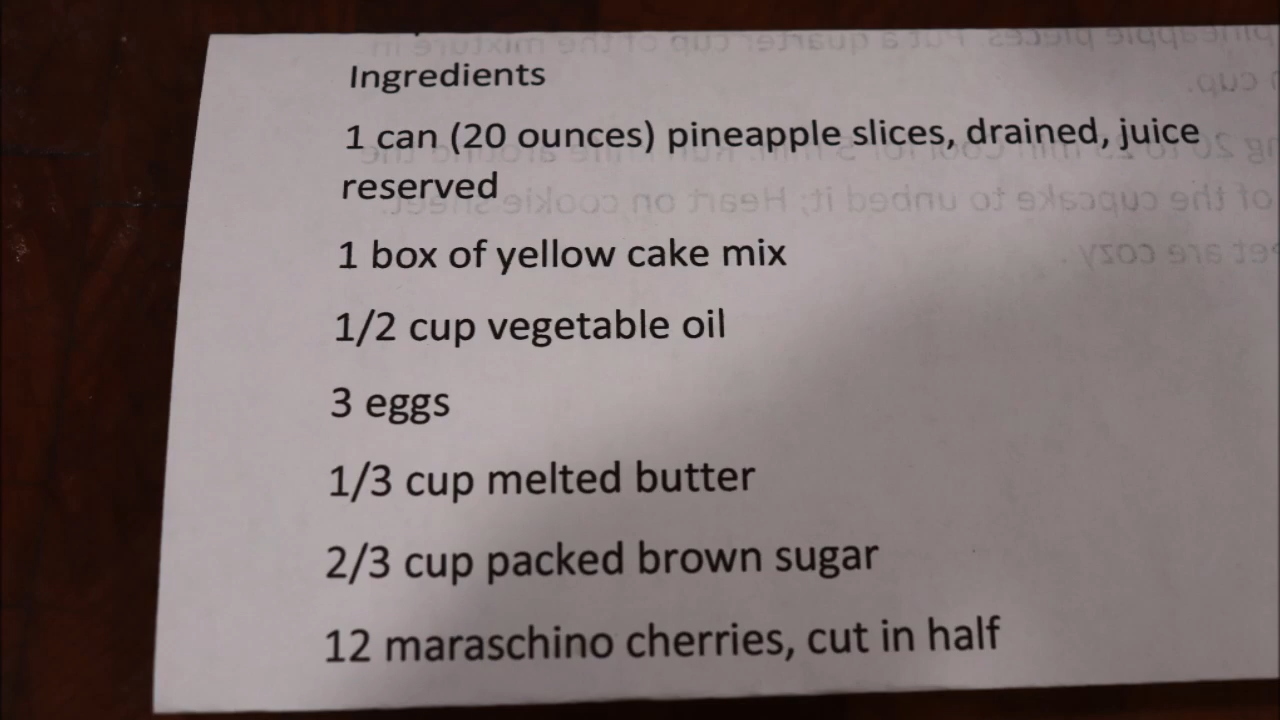 Ingredients
1 can (20 ounces) pineapple slices, drained, juice
reserved
1 box of yellow cake mix
1/2 cup vegetable oil
3 eggs
1/3 cup melted butter
2/3 cup packed brown sugar
12 maraschino cherries, cut in half